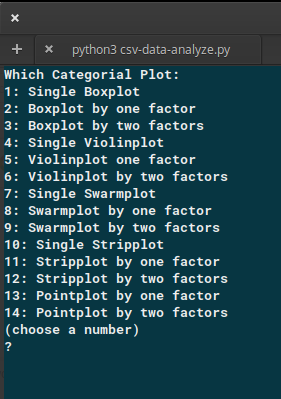 python3 csv-data-analyze.py
Which Categorial Plot:
1: Single Boxplot
2: Boxplot by one factor
3: Boxplot by two factors
4: Single Violinplot
5: Violinplot one factor
6: Violinplot by two factors
7: Single Swarmplot
8: Swarmplot by one factor
9: Swarmplot by two factors
10: Single Stripplot
11: Stripplot by one factor
12: Stripplot by two factors
13: Pointplot by one factor
14: Pointplot by two factors
(choose a number)
?